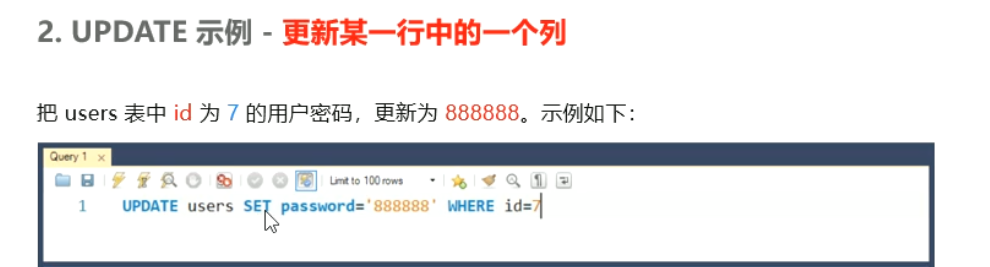 2. UPDATE 示例 - 更新某一行中的一个列
把 users 表中 id 为 7 的用户密码，更新为 888888。示例如下：
Query 1 ×
Limit to 100 rows
1 UPDATE users SET password='888888' WHERE id=7